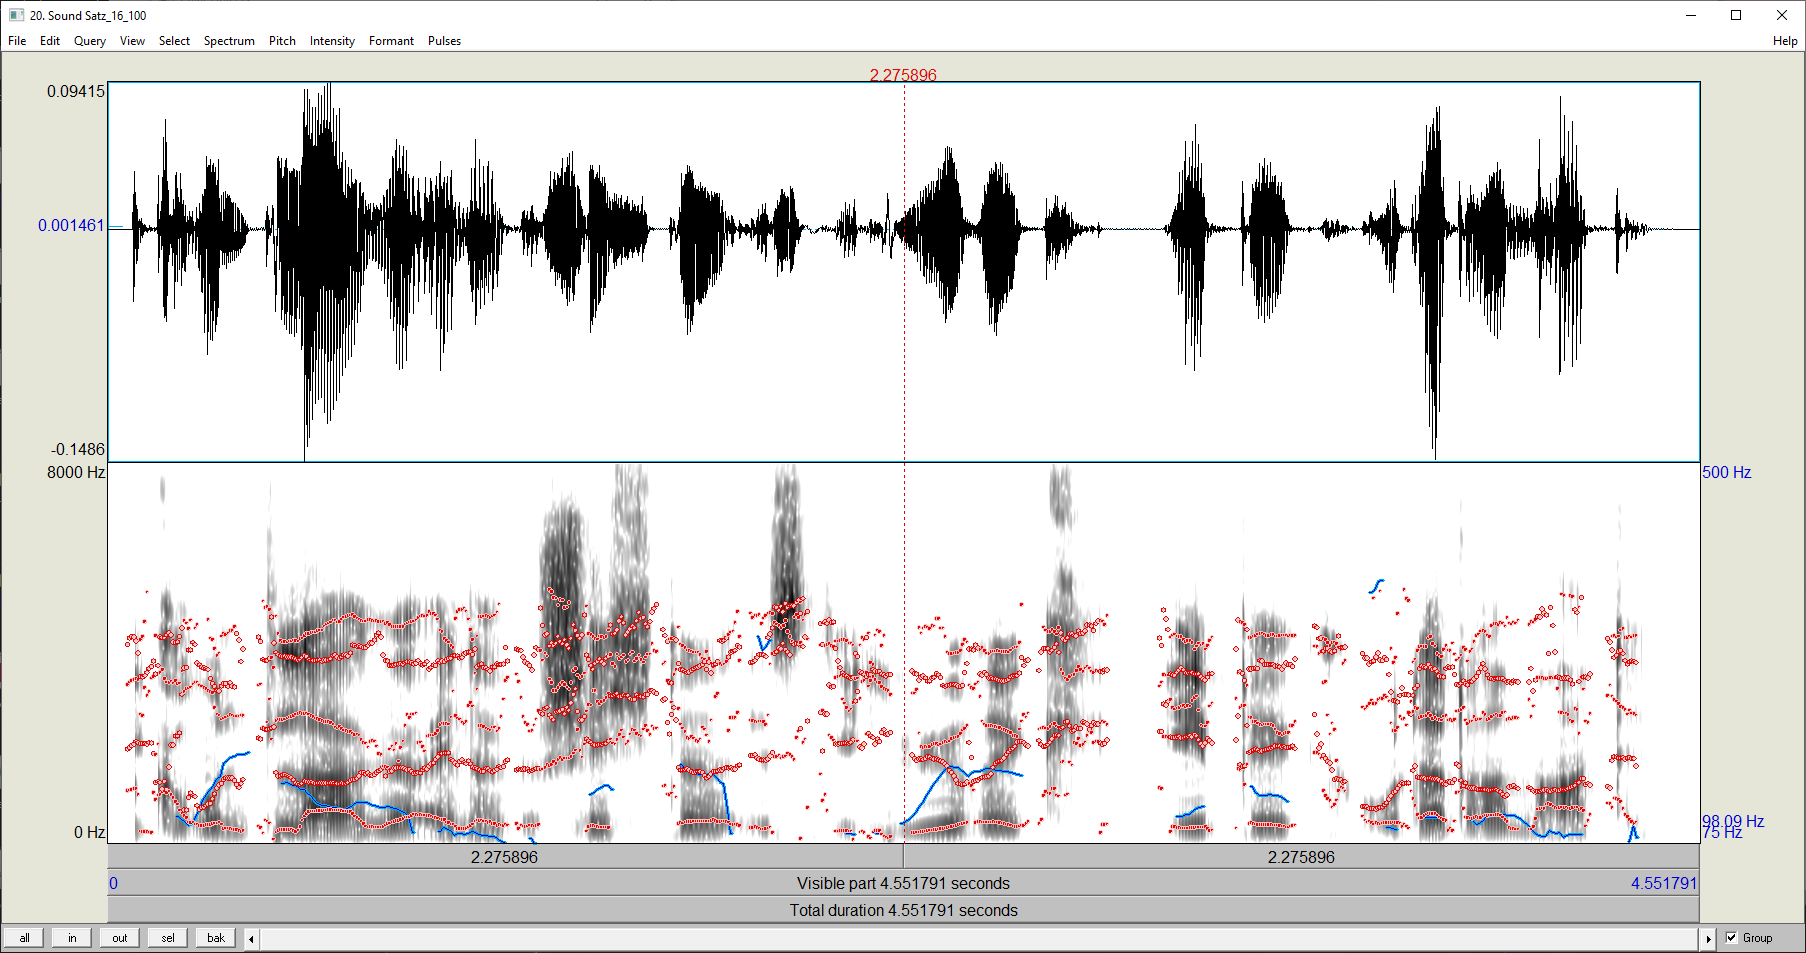 20. Sound Satz_16_100
File Edit Query View Select Spectrum Pitch Intensity Formant Pulses Help
2.275896
0.09415
0.001461
-0.1486
8000 Hz
500 Hz
0 Hz
98.09 Hz
75 Hz
2.275896 2.275896
0 Visible part 4.551791 seconds 4.551791
Total duration 4.551791 seconds
all in out sel bak Group